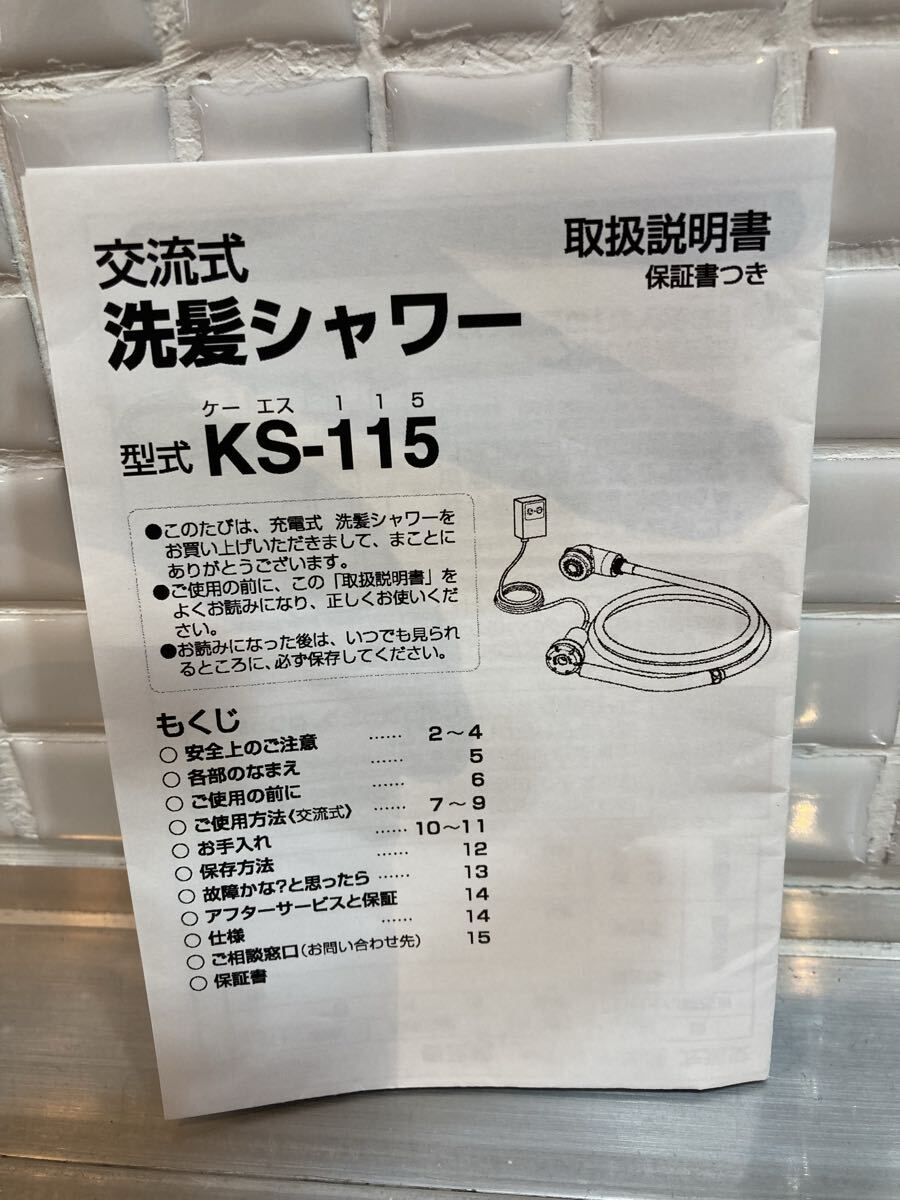 取扱説明書
保証書つき
交流式
洗髪シャワー
ケー エス 1 1 5
型式 KS-115
●このたびは、充電式 洗髪シャワーを
お買い上げいただきまして、まことに
ありがとうございます。
●ご使用の前に、この「取扱説明書」を
よくお読みになり、正しくお使いくだ
さい。
●お読みになった後は、いつでも見られ
るところに、必ず保存してください。
もくじ
○ 安全上のご注意 …… 2〜4
○ 各部のなまえ …… 5
○ ご使用の前に …… 6
○ ご使用方法《交流式》 …… 7〜9
○ お手入れ …… 10〜11
○ 保存方法 …… 12
○ 故障かな?と思ったら …… 13
○ アフターサービスと保証 14
○ 仕様 …… 14
○ ご相談窓口(お問い合わせ先) 15
○ 保証書